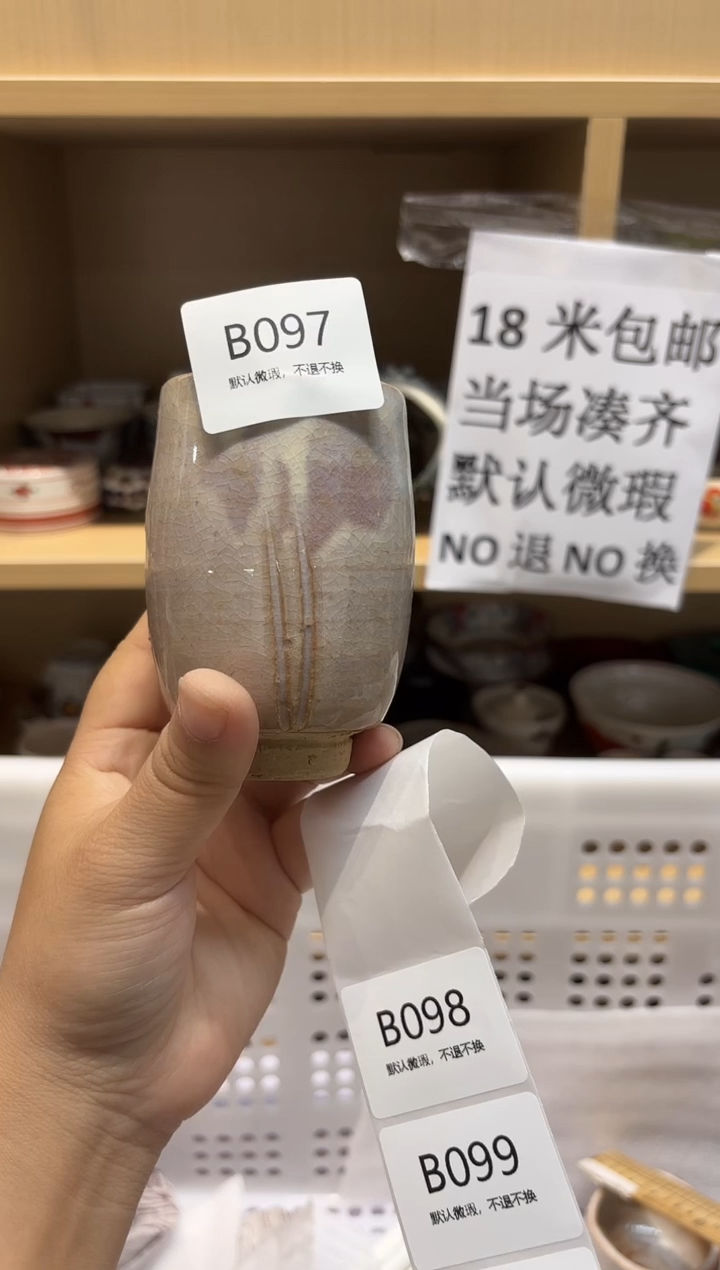 B097
默认微瑕，不退不换
18 米包邮
当场凑齐
默认微瑕
NO 退 NO 换
B098
默认微瑕，不退不换
B099
默认微瑕，不退不换